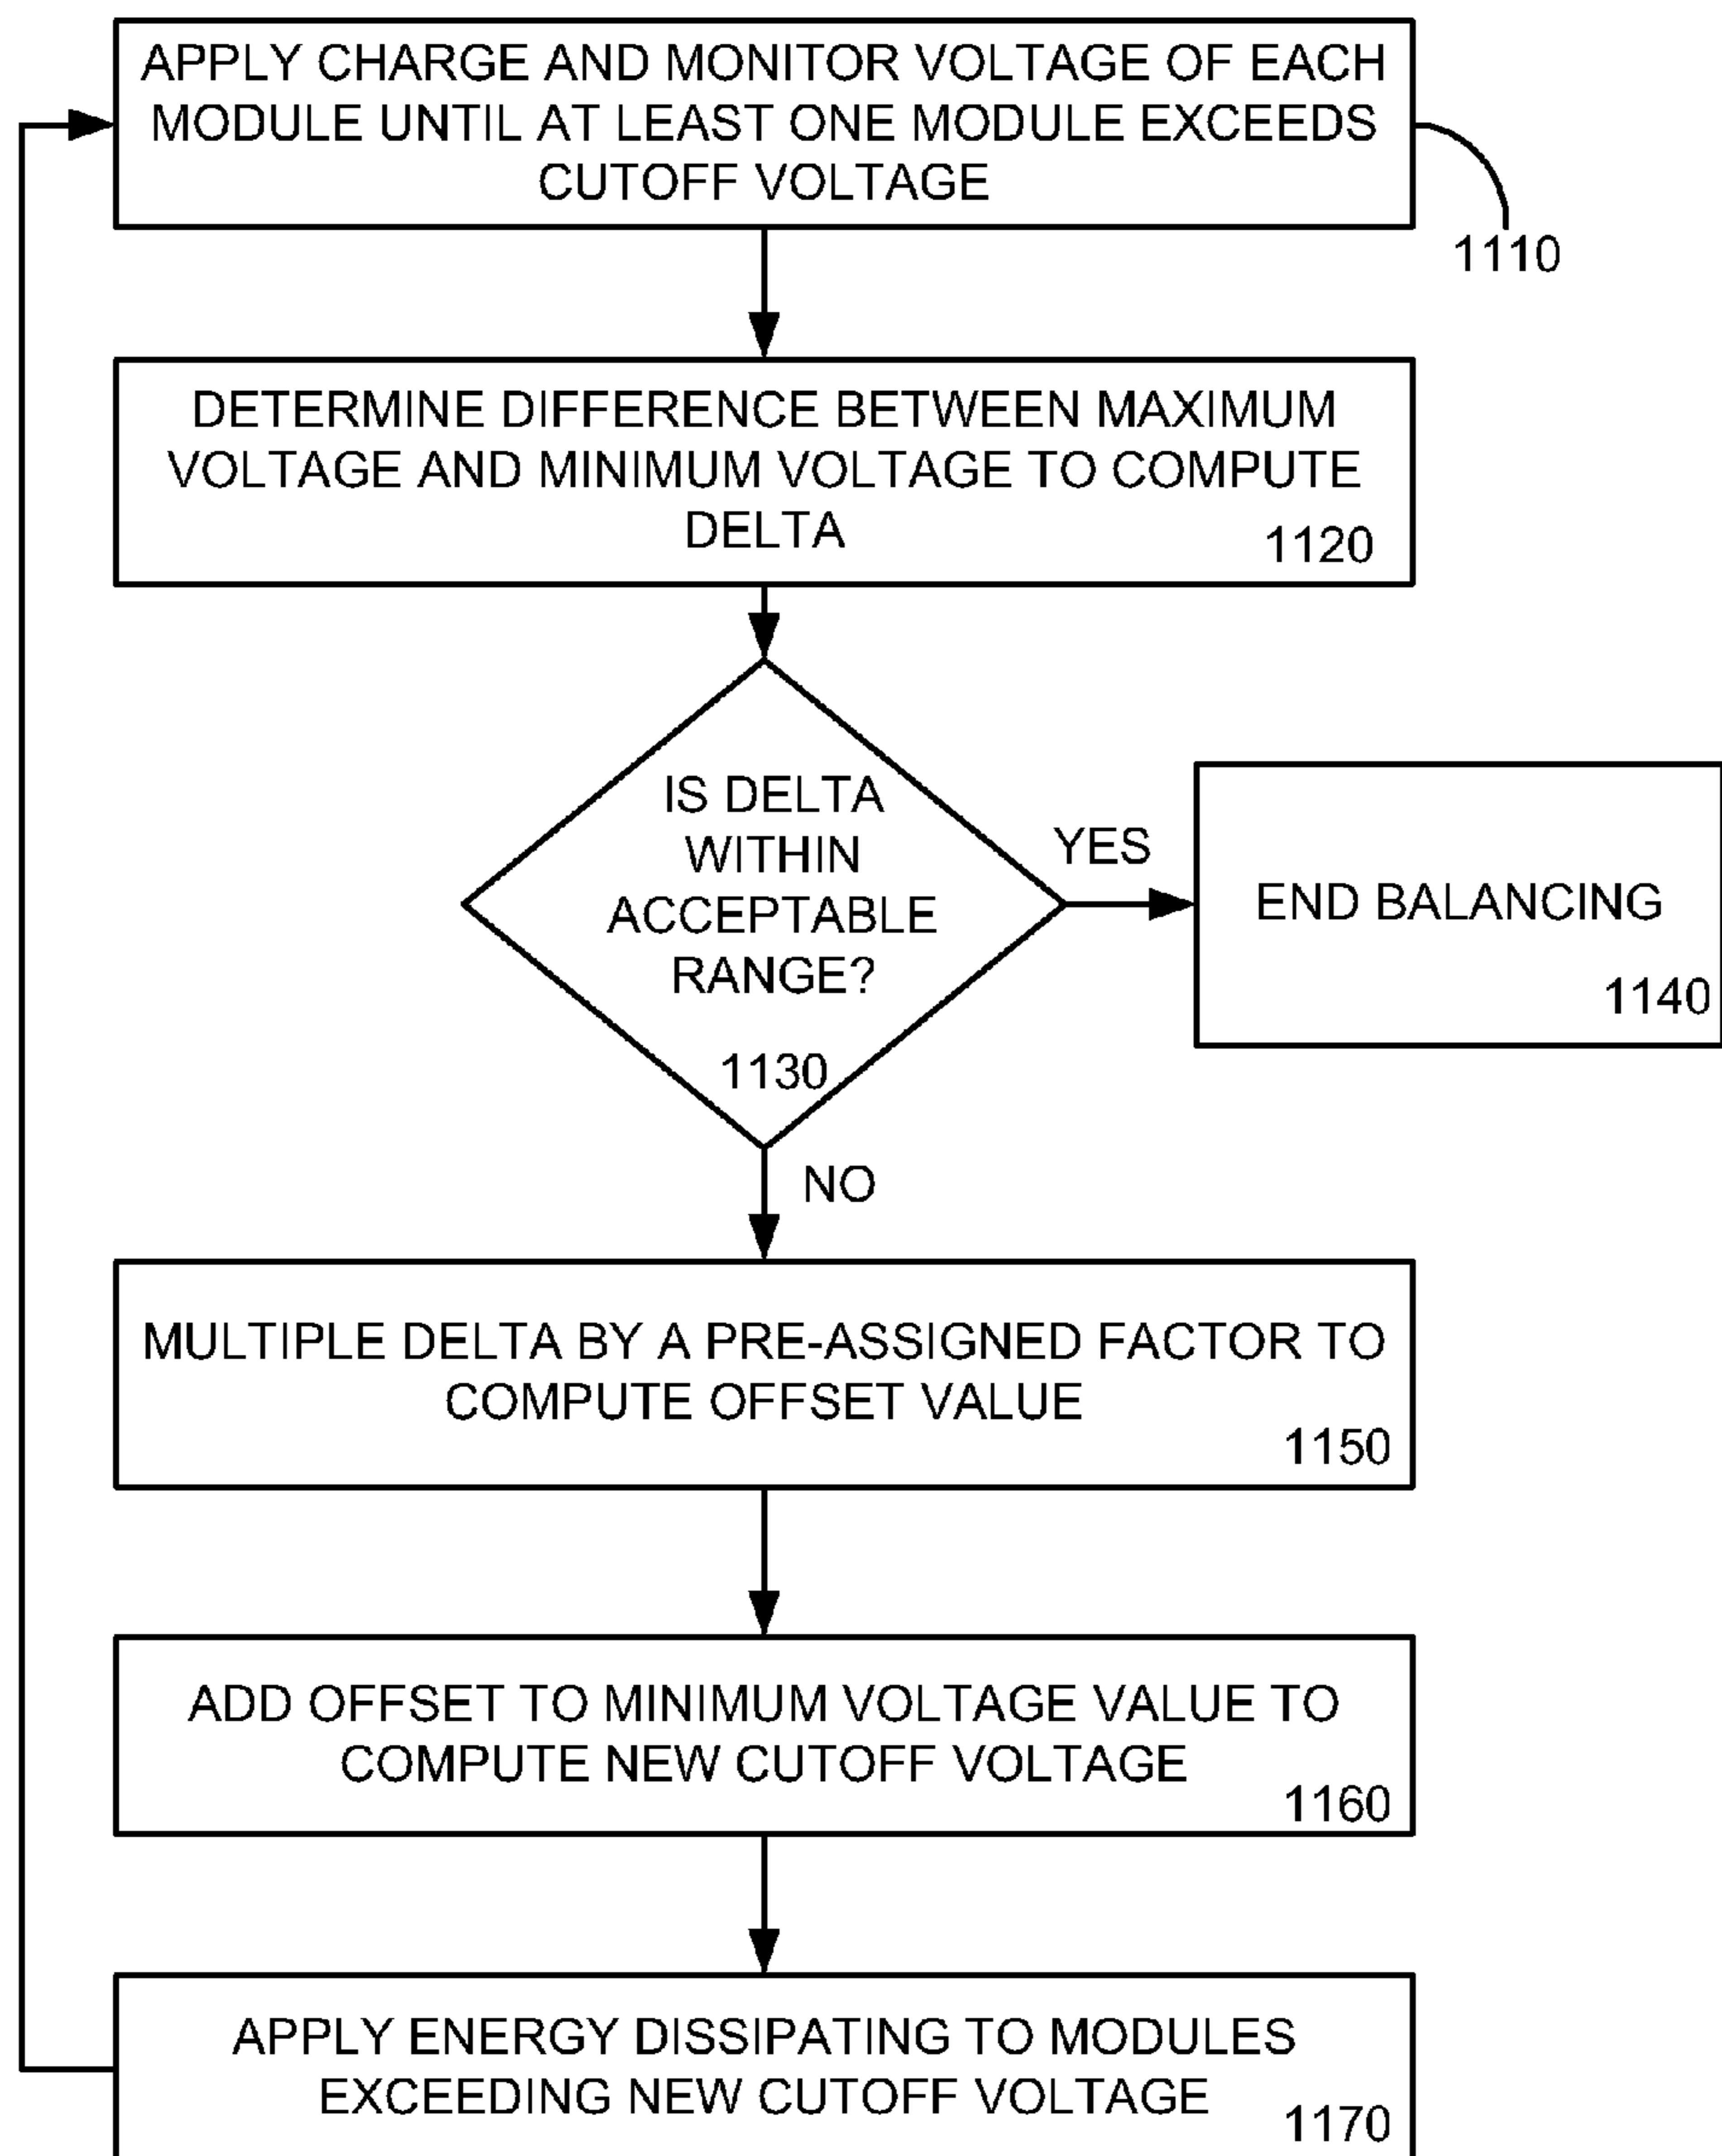 APPLY CHARGE AND MONITOR VOLTAGE OF EACH
MODULE UNTIL AT LEAST ONE MODULE EXCEEDS
CUTOFF VOLTAGE
1110
DETERMINE DIFFERENCE BETWEEN MAXIMUM
VOLTAGE AND MINIMUM VOLTAGE TO COMPUTE
DELTA
1120
IS DELTA
WITHIN
ACCEPTABLE
RANGE?
1130
YES
END BALANCING
1140
NO
MULTIPLE DELTA BY A PRE-ASSIGNED FACTOR TO
COMPUTE OFFSET VALUE
1150
ADD OFFSET TO MINIMUM VOLTAGE VALUE TO
COMPUTE NEW CUTOFF VOLTAGE
1160
APPLY ENERGY DISSIPATING TO MODULES
EXCEEDING NEW CUTOFF VOLTAGE
1170